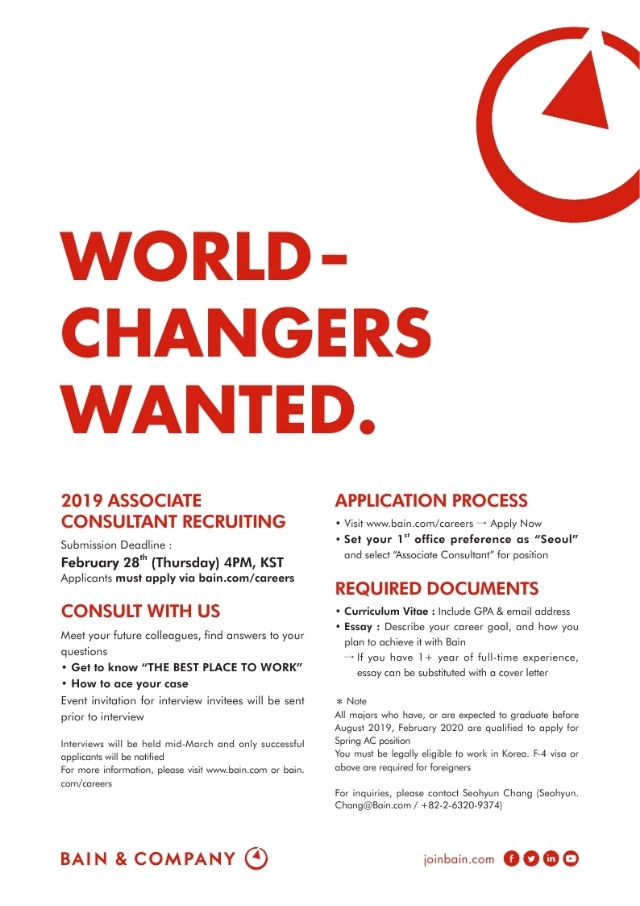 WORLD-
CHANGERS
WANTED.
2019 ASSOCIATE
CONSULTANT RECRUITING
Submission Deadline :
February 28th (Thursday) 4PM, KST
Applicants must apply via bain.com/careers
CONSULT WITH US
Meet your future colleagues, find answers to your
questions
• Get to know “THE BEST PLACE TO WORK”
• How to ace your case
Event invitation for interview invitees will be sent
prior to interview
Interviews will be held mid-March and only successful
applicants will be notified
For more information, please visit www.bain.com or bain.
com/careers
APPLICATION PROCESS
• Visit www.bain.com/careers → Apply Now
• Set your 1st office preference as “Seoul”
and select “Associate Consultant” for position
REQUIRED DOCUMENTS
• Curriculum Vitae : Include GPA & email address
• Essay : Describe your career goal, and how you
plan to achieve it with Bain
→ If you have 1+ year of full-time experience,
essay can be substituted with a cover letter
* Note
All majors who have, or are expected to graduate before
August 2019, February 2020 are qualified to apply for
Spring AC position
You must be legally eligible to work in Korea. F-4 visa or
above are required for foreigners
For inquiries, please contact Seohyun Chang (Seohyun.
Chang@Bain.com / +82-2-6320-9374)
BAIN & COMPANY
joinbain.com